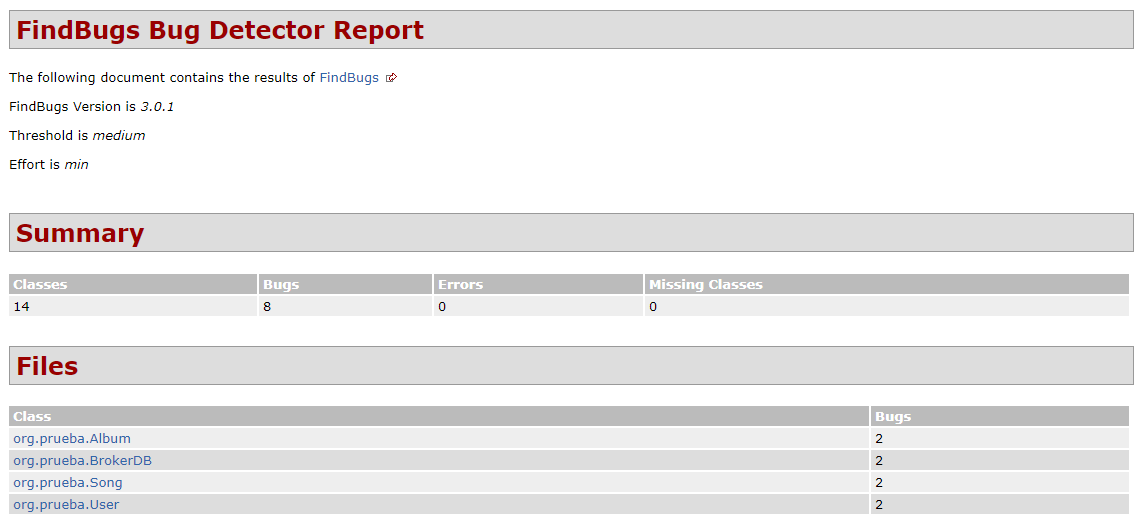 FindBugs Bug Detector Report
The following document contains the results of FindBugs
FindBugs Version is 3.0.1
Threshold is medium
Effort is min
Summary
Classes Bugs Errors Missing Classes
14 8 0 0
Files
Class Bugs
org.prueba.Album 2
org.prueba.BrokerDB 2
org.prueba.Song 2
org.prueba.User 2